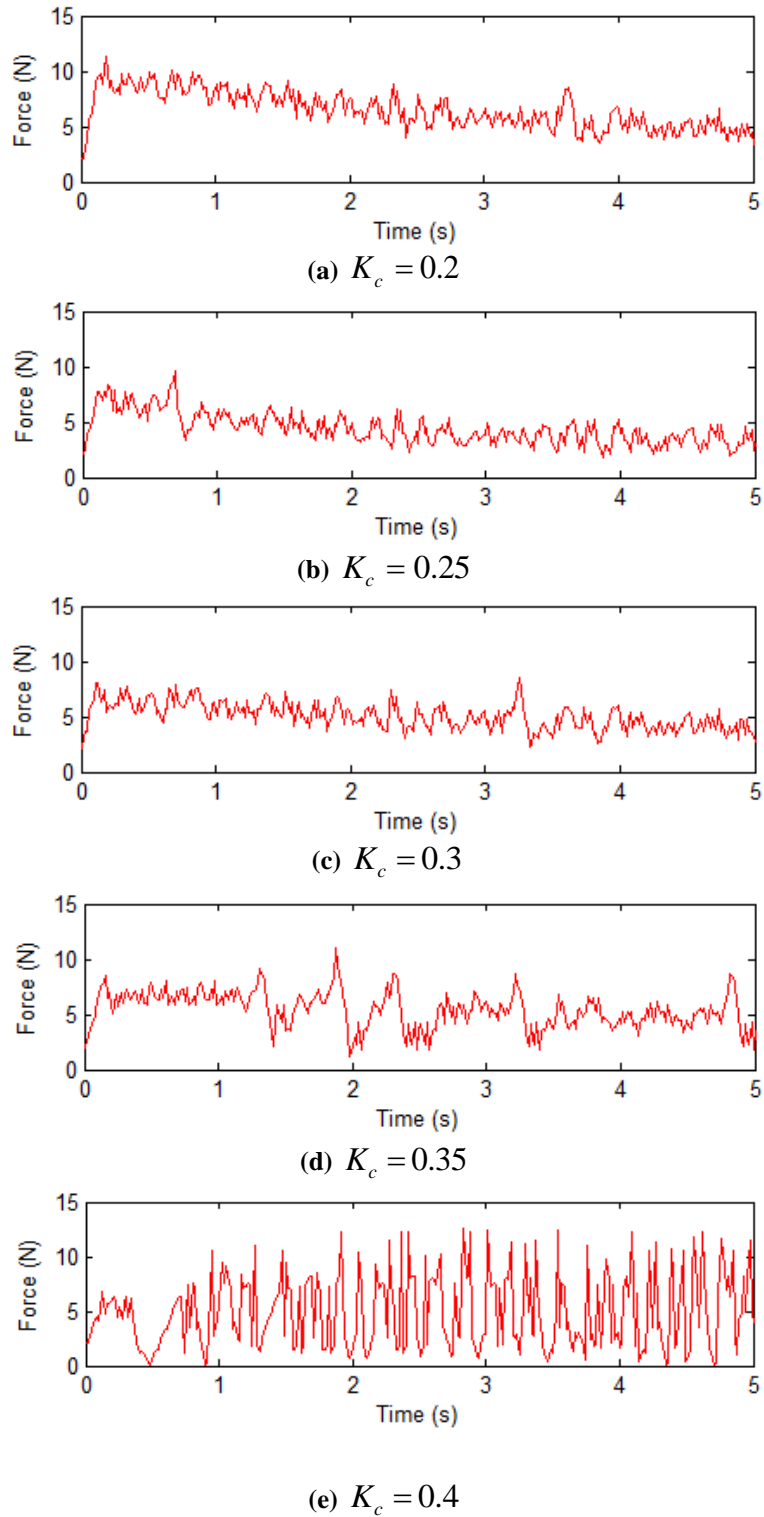 15
10
5
0
Force (N)
0 1 2 3 4 5
Time (s)
(a) K_c = 0.2
15
10
5
0
Force (N)
0 1 2 3 4 5
Time (s)
(b) K_c = 0.25
15
10
5
0
Force (N)
0 1 2 3 4 5
Time (s)
(c) K_c = 0.3
15
10
5
0
Force (N)
0 1 2 3 4 5
Time (s)
(d) K_c = 0.35
15
10
5
0
Force (N)
0 1 2 3 4 5
Time (s)
(e) K_c = 0.4